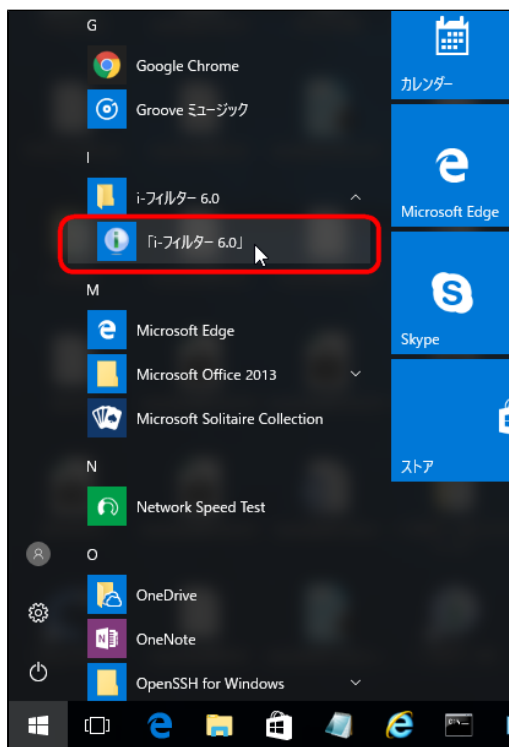 G
Google Chrome
Groove ミュージック
I
i-フィルター 6.0
「i-フィルター 6.0」
M
Microsoft Edge
Microsoft Office 2013
Microsoft Solitaire Collection
N
Network Speed Test
O
OneDrive
OneNote
OpenSSH for Windows
カレンダー
Microsoft Edge
Skype
ストア